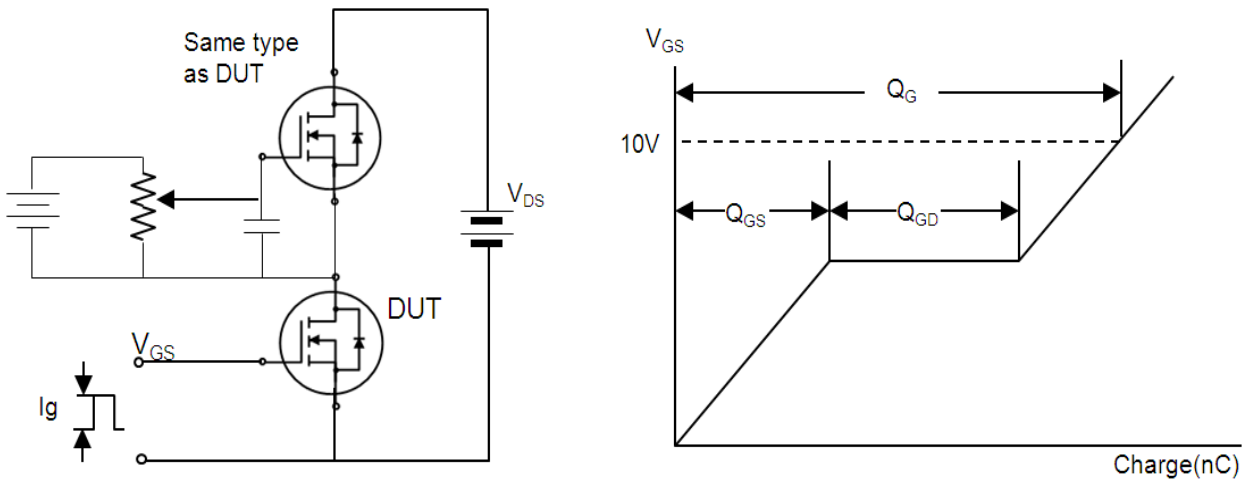 Same type
as DUT
V_DS
DUT
V_GS
Ig
V_GS
Q_G
10V
Q_GS
Q_GD
Charge(nC)